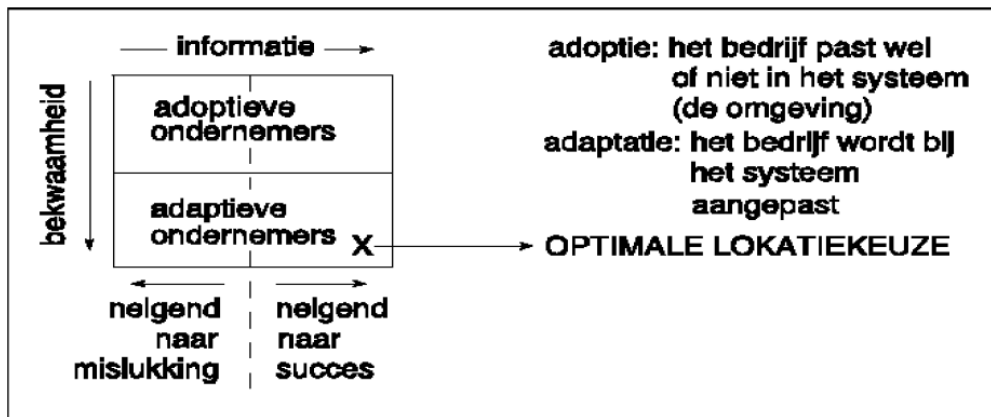 informatie
bekwaamheid
adoptieve
ondernemers
adaptieve
ondernemers
X
neigend
naar
mislukking
neigend
naar
succes
adoptie: het bedrijf past wel
of niet in het systeem
(de omgeving)
adaptatie: het bedrijf wordt bij
het systeem
aangepast
OPTIMALE LOKATIEKEUZE